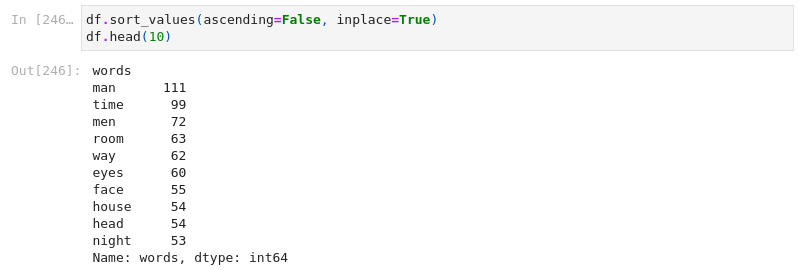 In [246… df.sort_values(ascending=False, inplace=True)
df.head(10)
Out[246]: words
man      111
time      99
men       72
room      63
way       62
eyes      60
face      55
house     54
head      54
night     53
Name: words, dtype: int64